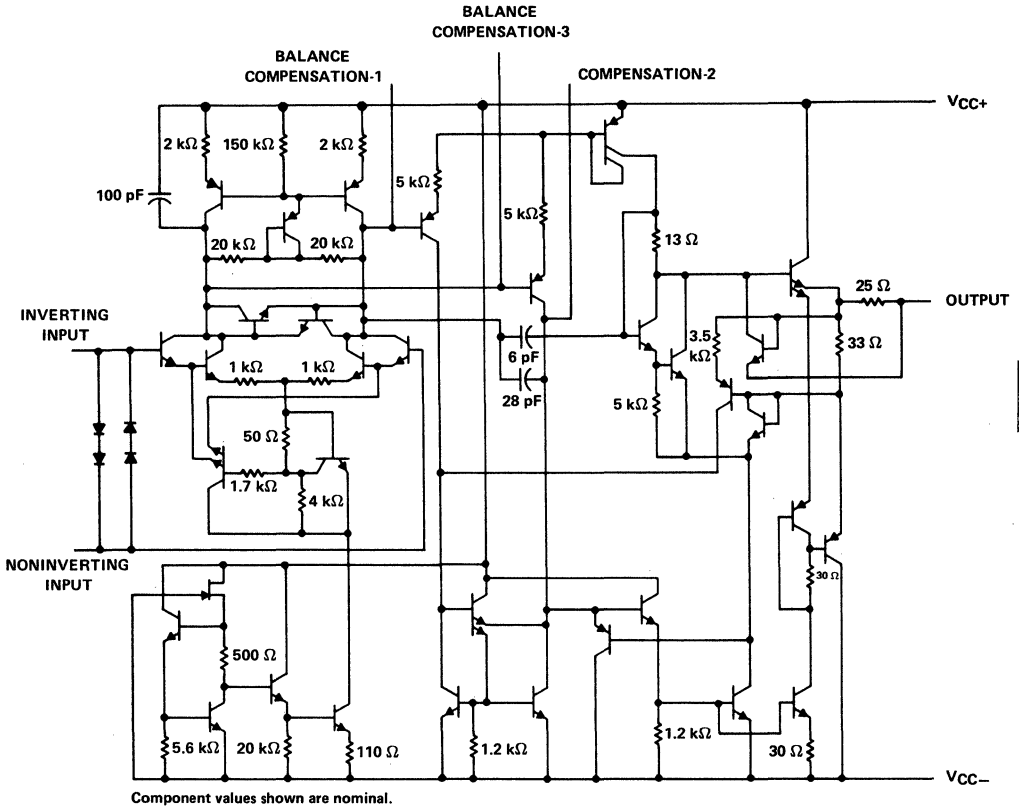 BALANCE
COMPENSATION-3
BALANCE
COMPENSATION-1
COMPENSATION-2
VCC+
2 kΩ
150 kΩ
2 kΩ
5 kΩ
100 pF
5 kΩ
20 kΩ
20 kΩ
13 Ω
25 Ω
OUTPUT
INVERTING
INPUT
6 pF
3.5
kΩ
33 Ω
1 kΩ
1 kΩ
28 pF
5 kΩ
50 Ω
1.7 kΩ
4 kΩ
NONINVERTING
INPUT
30 Ω
500 Ω
5.6 kΩ
20 kΩ
110 Ω
1.2 kΩ
1.2 kΩ
30 Ω
VCC–
Component values shown are nominal.